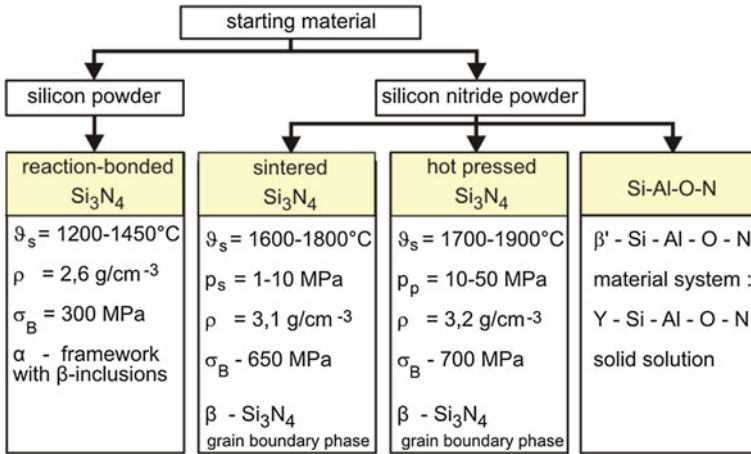 starting material
silicon powder
silicon nitride powder
reaction-bonded
Si₃N₄
ϑₛ = 1200-1450°C
ρ = 2,6 g/cm⁻³
σ_B = 300 MPa
α - framework
with β-inclusions
sintered
Si₃N₄
ϑₛ = 1600-1800°C
pₛ = 1-10 MPa
ρ = 3,1 g/cm⁻³
σ_B - 650 MPa
β - Si₃N₄
grain boundary phase
hot pressed
Si₃N₄
ϑₛ = 1700-1900°C
pₚ = 10-50 MPa
ρ = 3,2 g/cm⁻³
σ_B - 700 MPa
β - Si₃N₄
grain boundary phase
Si-Al-O-N
β' - Si - Al - O - N
material system :
Y - Si - Al - O - N
solid solution